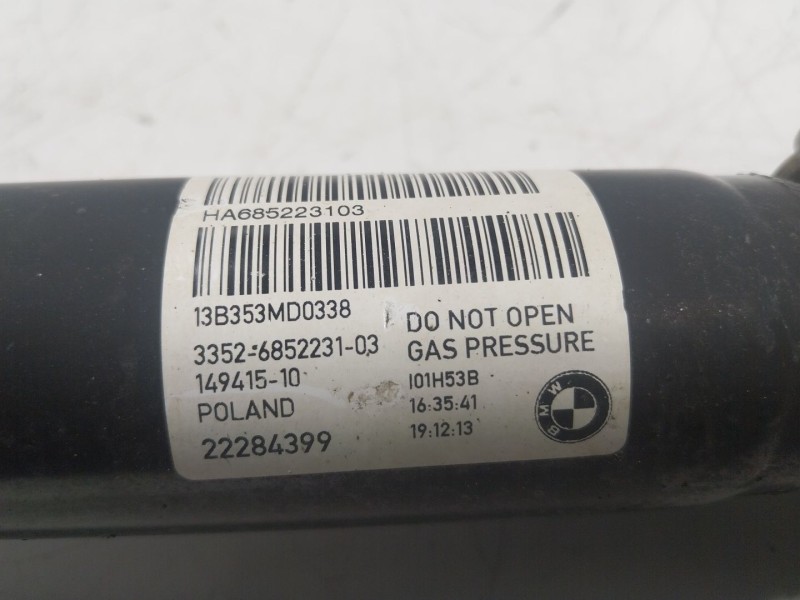 HA685223103
13B353MD0338
3352-6852231-03
149415-10
POLAND
22284399
DO NOT OPEN
GAS PRESSURE
I01H53B
16:35:41
19:12:13
BMW